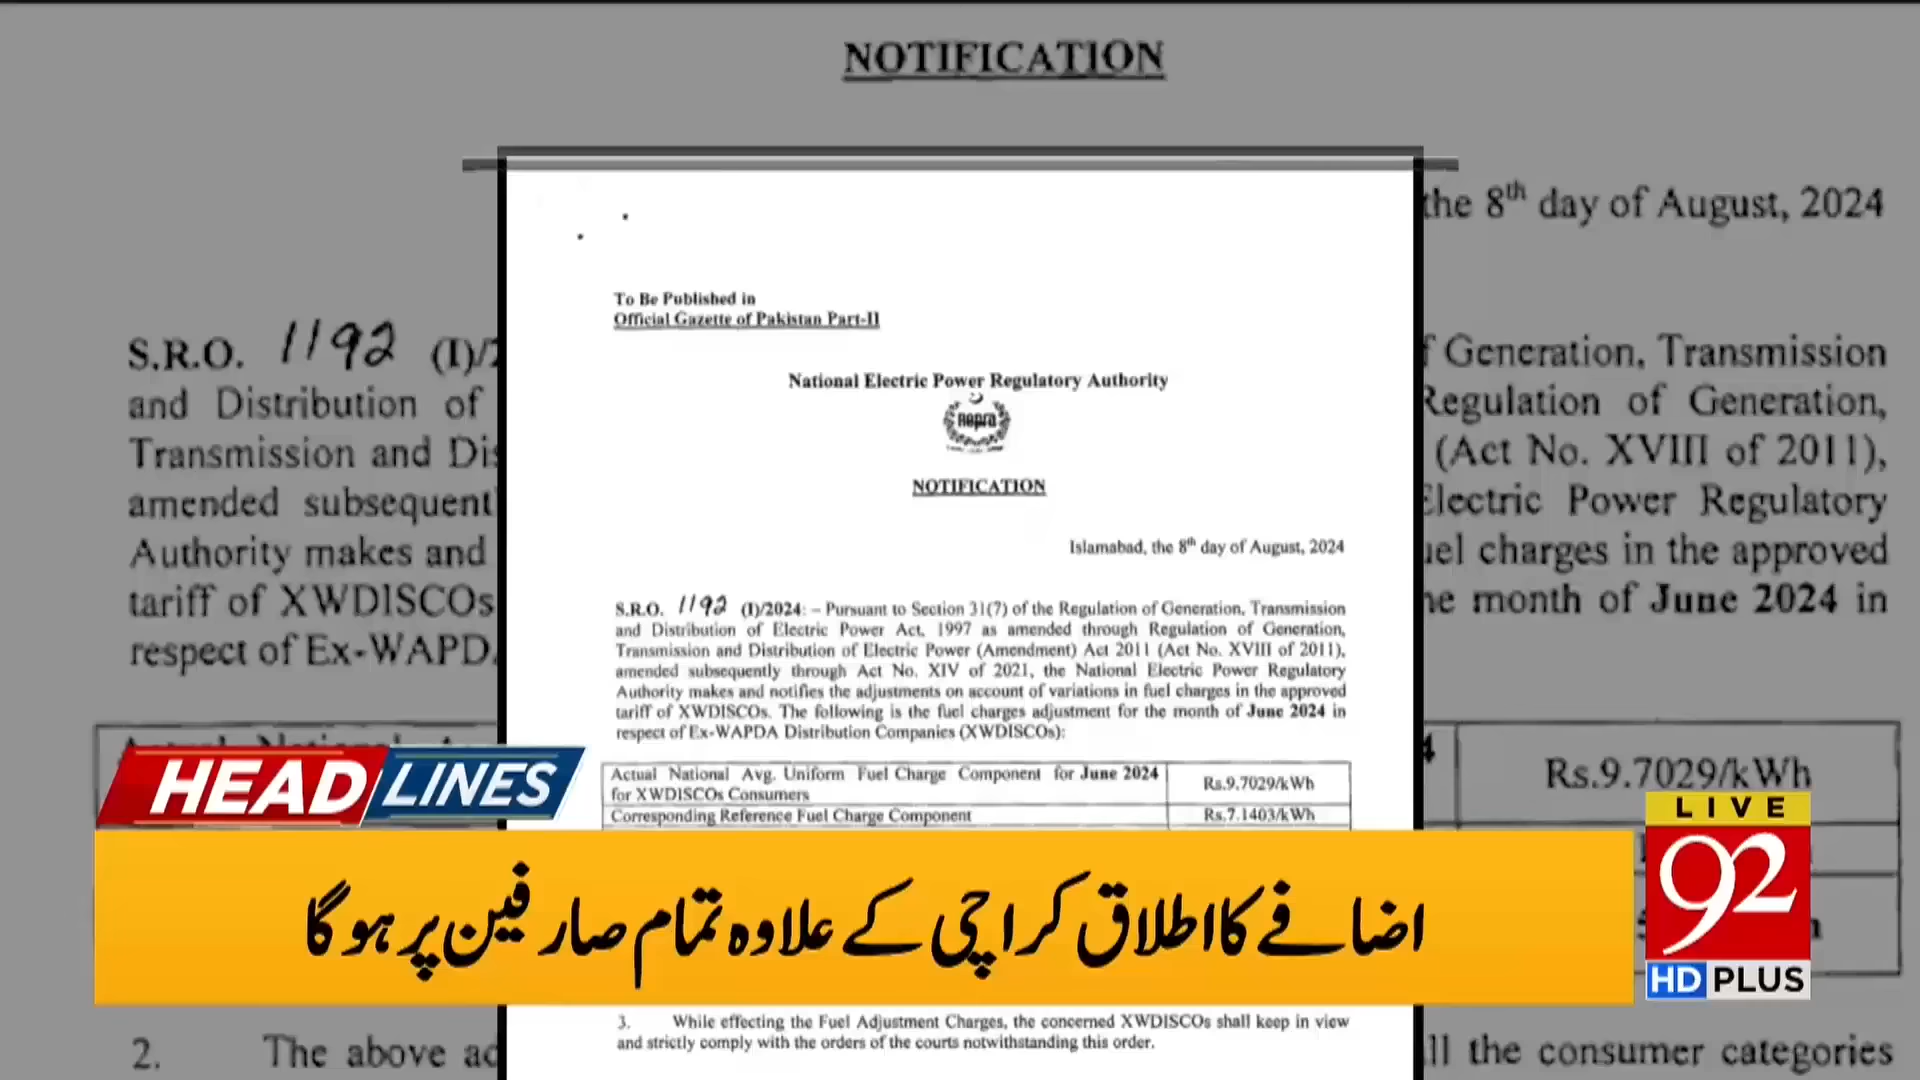 NOTIFICATION
the 8th day of August, 2024
S.R.O. 1192 (I)/2
and Distribution of
Transmission and Dis
amended subsequent
Authority makes and
tariff of XWDISCOs
respect of Ex-WAPD
f Generation, Transmission
Regulation of Generation,
(Act No. XVIII of 2011),
Electric Power Regulatory
uel charges in the approved
he month of June 2024 in
Rs.9.7029/kWh
2. The above ad
ll the consumer categories
To Be Published in
Official Gazette of Pakistan Part-II
National Electric Power Regulatory Authority
nepra
NOTIFICATION
Islamabad, the 8th day of August, 2024
S.R.O. 1192 (I)/2024: – Pursuant to Section 31(7) of the Regulation of Generation, Transmission
and Distribution of Electric Power Act, 1997 as amended through Regulation of Generation,
Transmission and Distribution of Electric Power (Amendment) Act 2011 (Act No. XVIII of 2011),
amended subsequently through Act No. XIV of 2021, the National Electric Power Regulatory
Authority makes and notifies the adjustments on account of variations in fuel charges in the approved
tariff of XWDISCOs. The following is the fuel charges adjustment for the month of June 2024 in
respect of Ex-WAPDA Distribution Companies (XWDISCOs):
Actual National Avg. Uniform Fuel Charge Component for June 2024 Rs.9.7029/kWh
for XWDISCOs Consumers
Corresponding Reference Fuel Charge Component Rs.7.1403/kWh
HEADLINES
اضافے کا اطلاق کراچی کے علاوہ تمام صارفین پر ہو گا
LIVE
92
HD PLUS
3. While effecting the Fuel Adjustment Charges, the concerned XWDISCOs shall keep in view
and strictly comply with the orders of the courts notwithstanding this order.